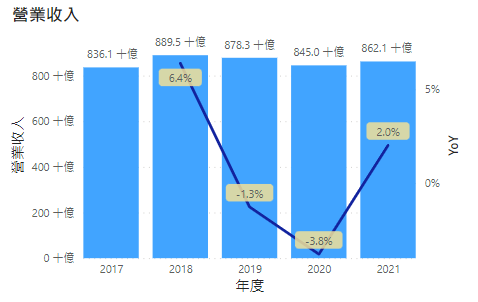 營業收入
836.1 十億
889.5 十億
878.3 十億
845.0 十億
862.1 十億
800 十億
600 十億
400 十億
200 十億
0 十億
營業收入
6.4%
-1.3%
-3.8%
2.0%
5%
0%
YoY
2017
2018
2019
2020
2021
年度